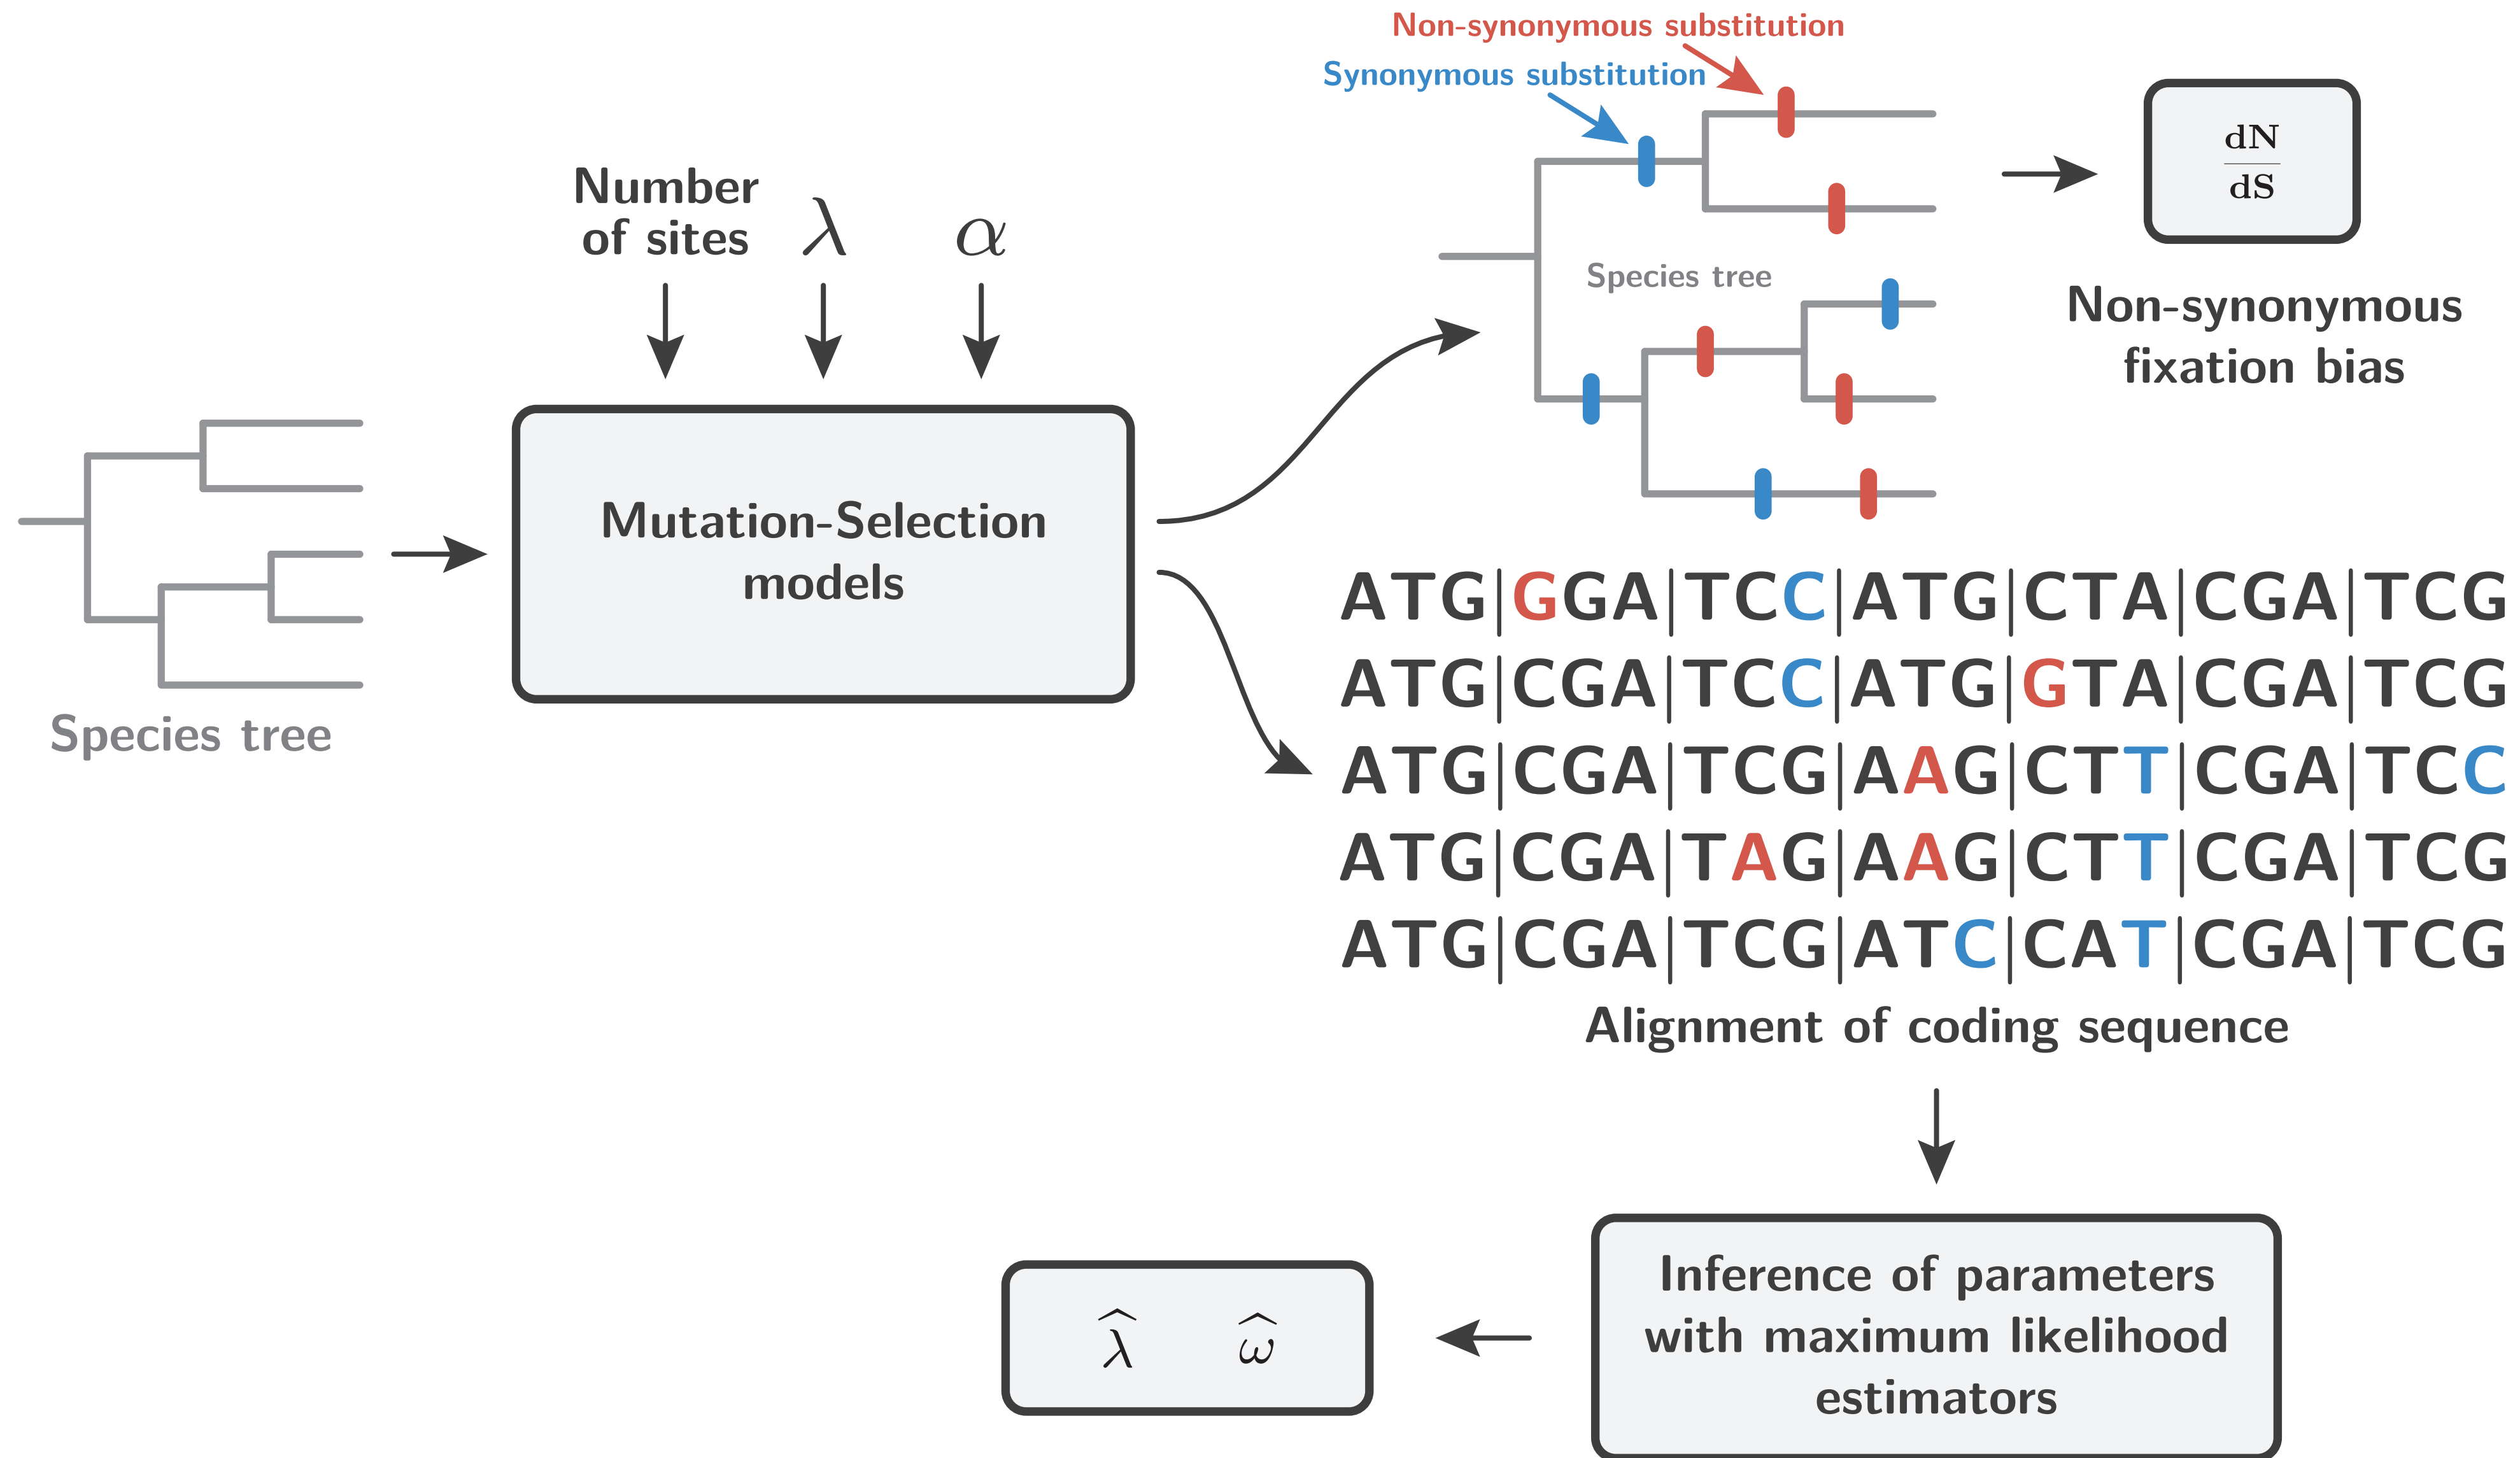 Non-synonymous substitution
Synonymous substitution
dN
dS
Number
of sites
λ
α
Species tree
Non-synonymous
fixation bias
Mutation-Selection
models
Species tree
ATG|GGA|TCC|ATG|CTA|CGA|TCG
ATG|CGA|TCC|ATG|GTA|CGA|TCG
ATG|CGA|TCG|AAG|CTT|CGA|TCC
ATG|CGA|TAG|AAG|CTT|CGA|TCG
ATG|CGA|TCG|ATC|CAT|CGA|TCG
Alignment of coding sequence
Inference of parameters
with maximum likelihood
estimators
λ̂ ω̂